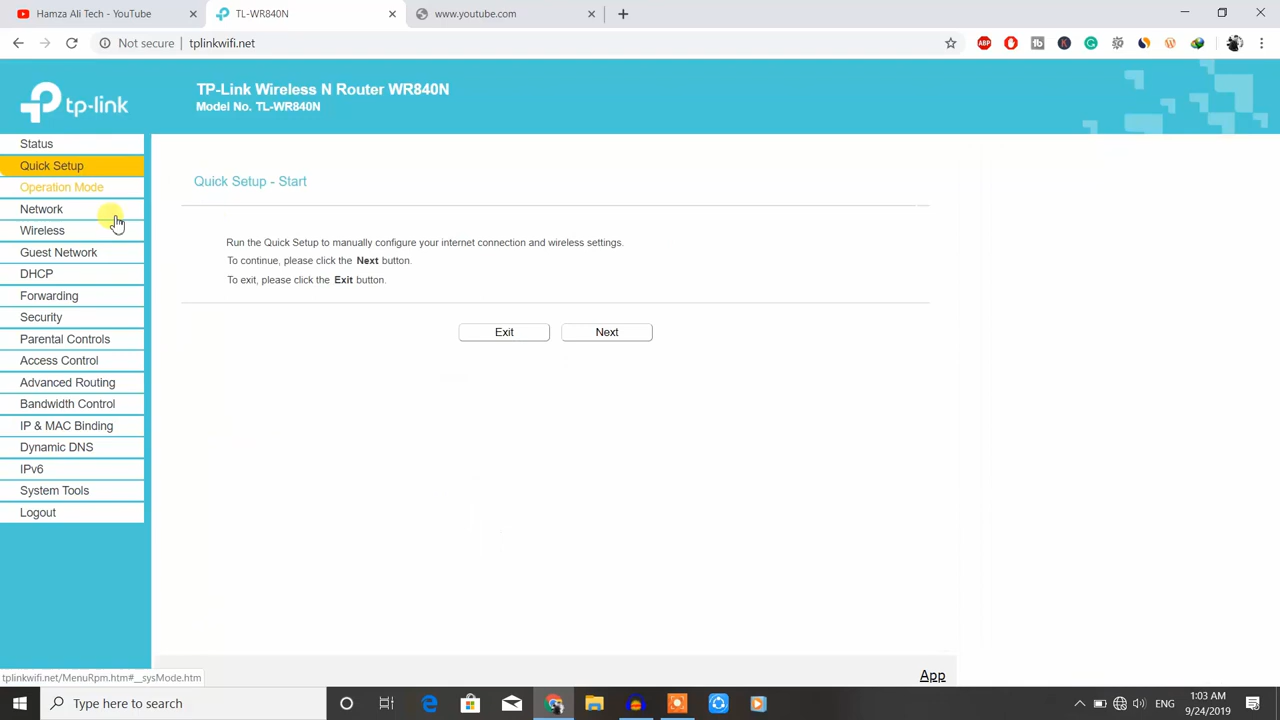 Hamza Ali Tech - YouTube
TL-WR840N
www.youtube.com
Not secure
tplinkwifi.net
ABP
tp-link
TP-Link Wireless N Router WR840N
Model No. TL-WR840N
Status
Quick Setup
Operation Mode
Network
Wireless
Guest Network
DHCP
Forwarding
Security
Parental Controls
Access Control
Advanced Routing
Bandwidth Control
IP & MAC Binding
Dynamic DNS
IPv6
System Tools
Logout
Quick Setup - Start
Run the Quick Setup to manually configure your internet connection and wireless settings.
To continue, please click the Next button.
To exit, please click the Exit button.
Exit
Next
App
tplinkwifi.net/MenuRpm.htm#__sysMode.htm
Type here to search
ENG
1:03 AM
9/24/2019